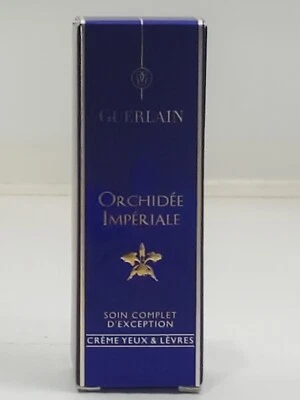 GUERLAIN
ORCHIDÉE
IMPÉRIALE
SOIN COMPLET
D'EXCEPTION
CRÈME YEUX & LÈVRES